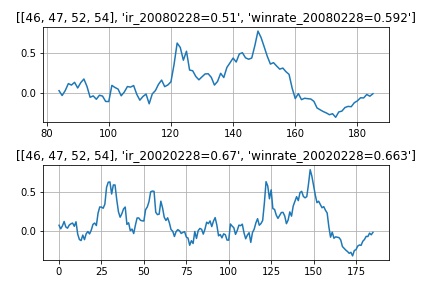 [[46, 47, 52, 54], 'ir_20080228=0.51', 'winrate_20080228=0.592']
0.5
0.0
80 100 120 140 160 180
[[46, 47, 52, 54], 'ir_20020228=0.67', 'winrate_20020228=0.663']
0.5
0.0
0 25 50 75 100 125 150 175